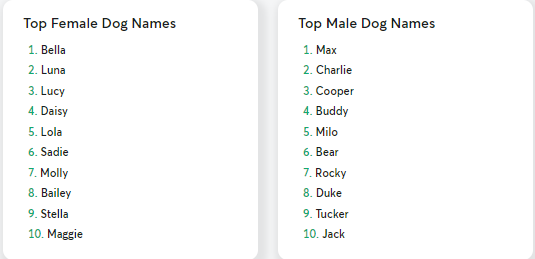 Top Female Dog Names
1. Bella
2. Luna
3. Lucy
4. Daisy
5. Lola
6. Sadie
7. Molly
8. Bailey
9. Stella
10. Maggie
Top Male Dog Names
1. Max
2. Charlie
3. Cooper
4. Buddy
5. Milo
6. Bear
7. Rocky
8. Duke
9. Tucker
10. Jack